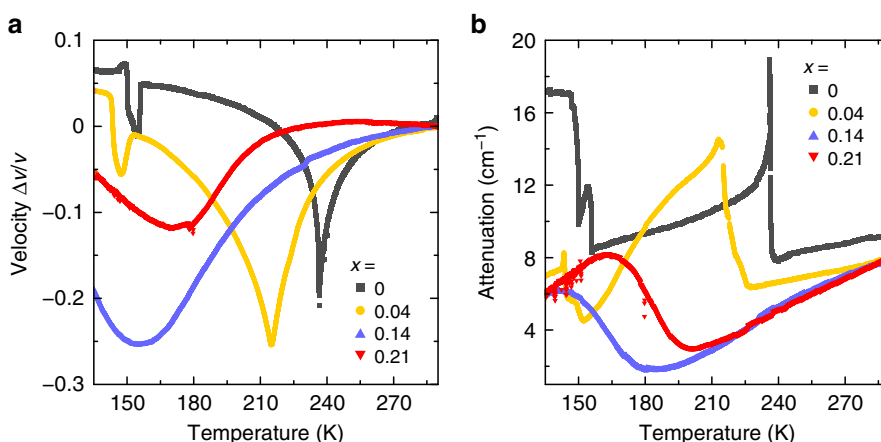 a
0.1
0
−0.1
−0.2
−0.3
Velocity Δv/v
x =
0
0.04
0.14
0.21
150 180 210 240 270
Temperature (K)
b
20
16
12
8
4
Attenuation (cm⁻¹)
x =
0
0.04
0.14
0.21
150 180 210 240 270
Temperature (K)